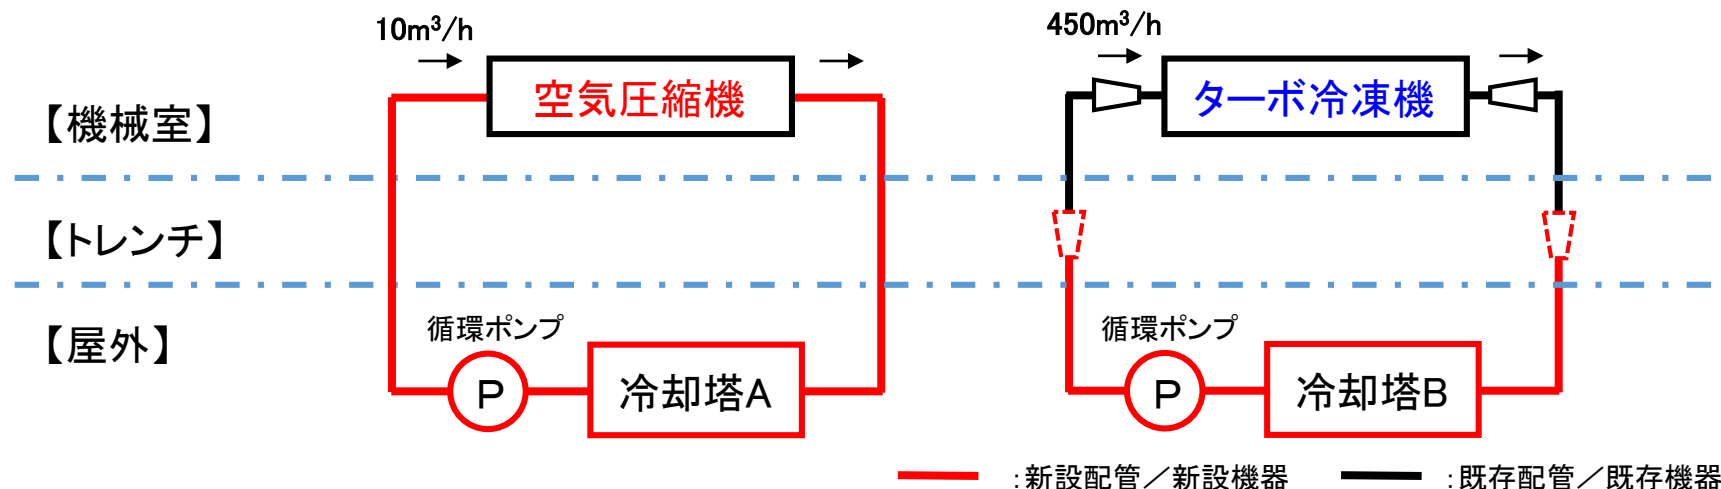 10m³/h
450m³/h
空気圧縮機
ターボ冷凍機
【機械室】
【トレンチ】
【屋外】
循環ポンプ
循環ポンプ
P
冷却塔A
P
冷却塔B
:新設配管／新設機器
:既存配管／既存機器